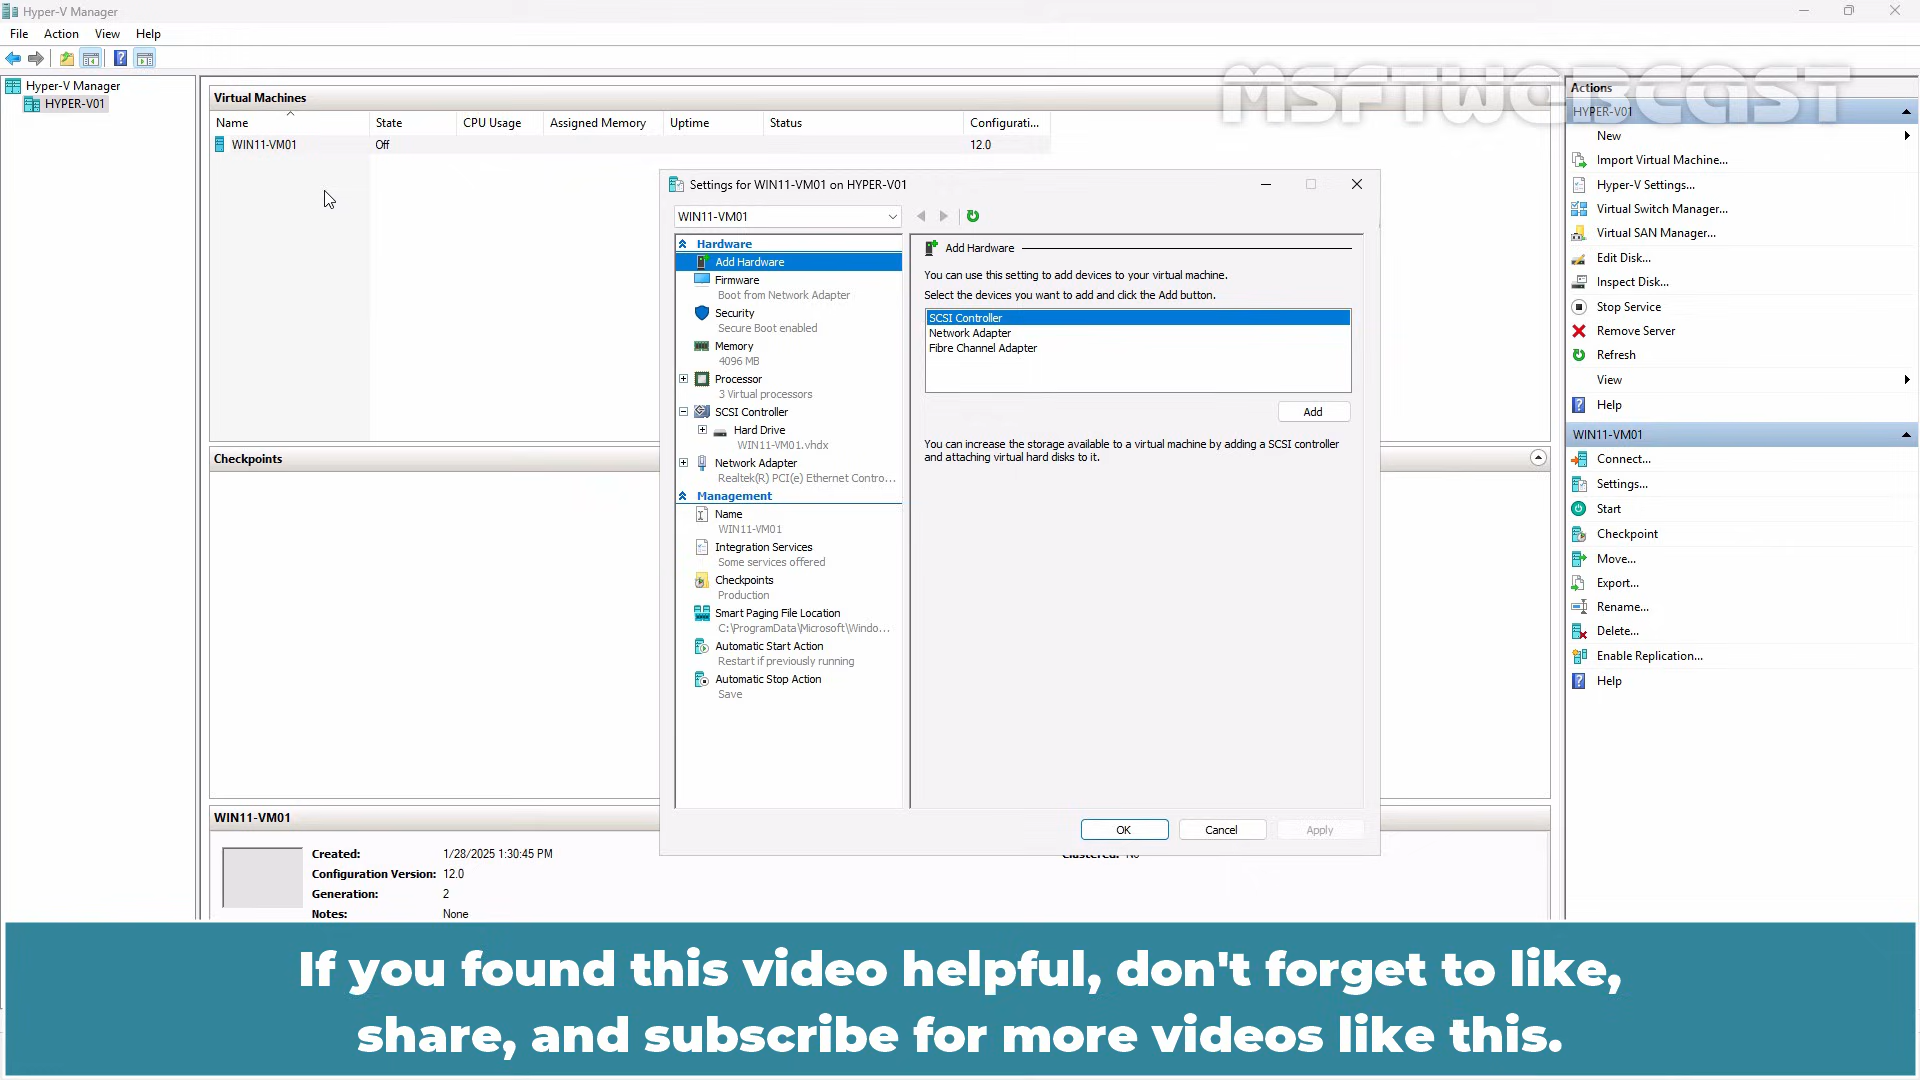 Hyper-V Manager
File Action View Help
Hyper-V Manager
HYPER-V01
Virtual Machines
Name State CPU Usage Assigned Memory Uptime Status Configurati...
WIN11-VM01 Off 12.0
Checkpoints
WIN11-VM01
Created: 1/28/2025 1:30:45 PM
Configuration Version: 12.0
Generation: 2
Notes: None
Clustered: No
Settings for WIN11-VM01 on HYPER-V01
WIN11-VM01
Hardware
Add Hardware
Firmware
Boot from Network Adapter
Security
Secure Boot enabled
Memory
4096 MB
Processor
3 Virtual processors
SCSI Controller
Hard Drive
WIN11-VM01.vhdx
Network Adapter
Realtek(R) PCI(e) Ethernet Contro...
Management
Name
WIN11-VM01
Integration Services
Some services offered
Checkpoints
Production
Smart Paging File Location
C:\ProgramData\Microsoft\Windo...
Automatic Start Action
Restart if previously running
Automatic Stop Action
Save
Add Hardware
You can use this setting to add devices to your virtual machine.
Select the devices you want to add and click the Add button.
SCSI Controller
Network Adapter
Fibre Channel Adapter
Add
You can increase the storage available to a virtual machine by adding a SCSI controller
and attaching virtual hard disks to it.
OK Cancel Apply
MSFTWEBCAST
Actions
HYPER-V01
New
Import Virtual Machine...
Hyper-V Settings...
Virtual Switch Manager...
Virtual SAN Manager...
Edit Disk...
Inspect Disk...
Stop Service
Remove Server
Refresh
View
Help
WIN11-VM01
Connect...
Settings...
Start
Checkpoint
Move...
Export...
Rename...
Delete...
Enable Replication...
Help
If you found this video helpful, don't forget to like,
share, and subscribe for more videos like this.